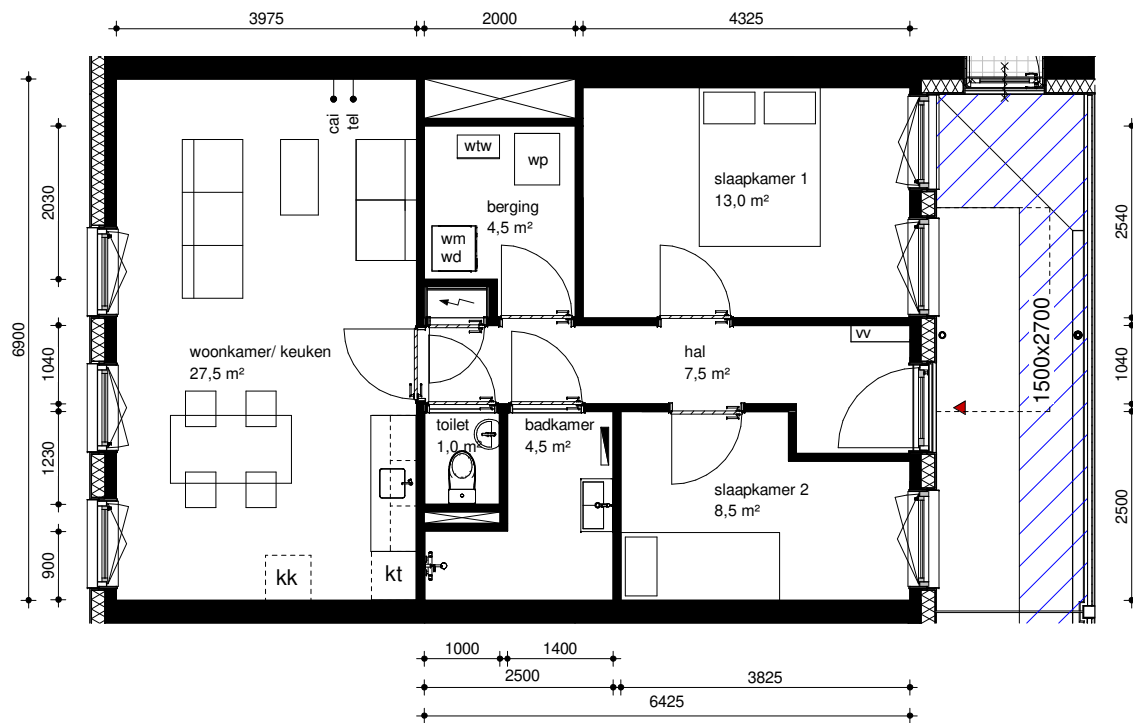 3975
2000
4325
cai
tel
wtw
wp
slaapkamer 1
13,0 m²
berging
4,5 m²
wm
wd
2030
2540
6900
1040
woonkamer/ keuken
27,5 m²
hal
7,5 m²
vv
1500x2700
1040
toilet
1,0 m²
badkamer
4,5 m²
1230
slaapkamer 2
8,5 m²
2500
900
kk
kt
1000
1400
2500
3825
6425